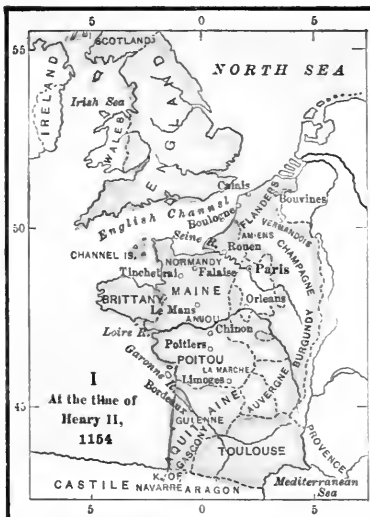 5 0 5
55
SCOTLAND
NORTH SEA
IRELAND
Irish Sea
WALES
ENGLAND
Calais
English Channel
Boulogne
FLANDERS
Bouvines
50
Seine R.
VERMANDOIS
AMIENS
CHANNEL IS.
Rouen
NORMANDY
CHAMPAGNE
Tinchebrai
Falaise
Paris
BRITTANY
MAINE
Le Mans
Orleans
ANJOU
Loire R.
Chinon
BURGUNDY
Poitiers
POITOU
Garonne R.
LA MARCHE
I
Limoges
At the time of
Bordeaux
AUVERGNE
Henry II,
GUIENNE
45
1154
AQUITAINE
GASCONY
TOULOUSE
PROVENCE
K. OF
NAVARRE
CASTILE
ARAGON
Mediterranean
Sea
5 0 5